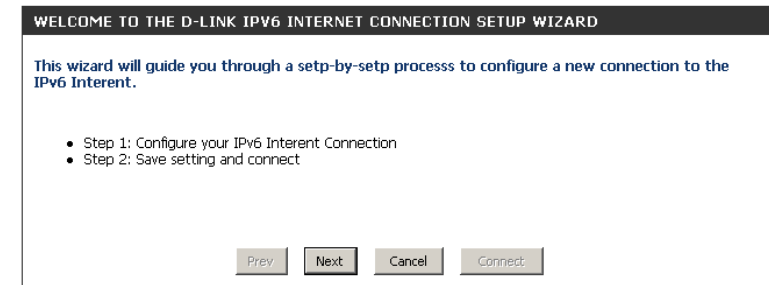 WELCOME TO THE D-LINK IPV6 INTERNET CONNECTION SETUP WIZARD
This wizard will guide you through a setp-by-setp processs to configure a new connection to the
IPv6 Interent.
• Step 1: Configure your IPv6 Interent Connection
• Step 2: Save setting and connect
Prev Next Cancel Connect